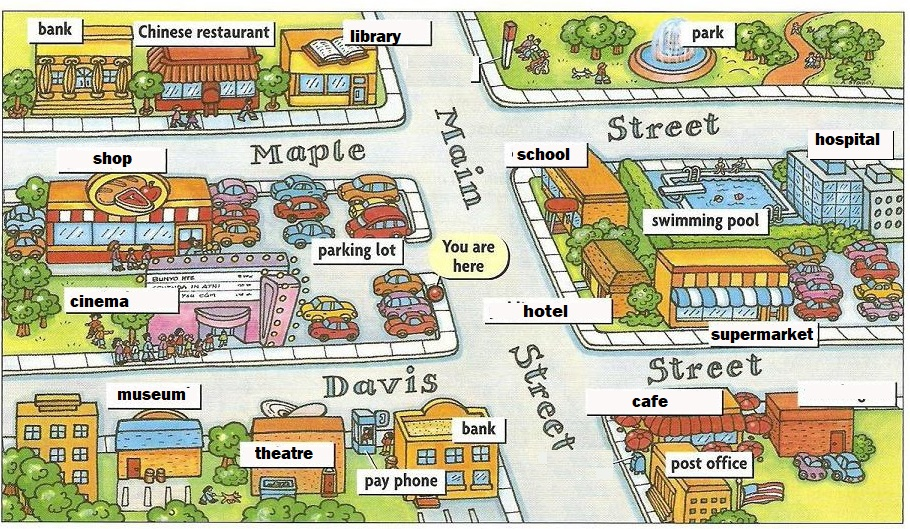 bank
Chinese restaurant
library
park
Street
Main
Maple
shop
school
hospital
swimming pool
parking lot
You are
here
cinema
hotel
supermarket
Davis
Street
Street
museum
cafe
theatre
bank
post office
pay phone